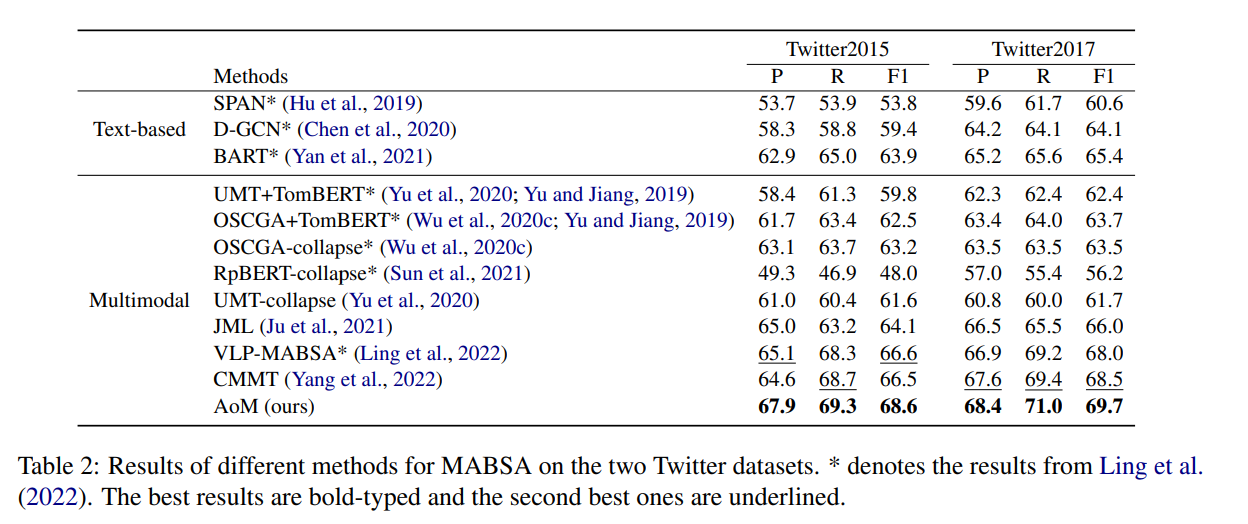 Twitter2015 Twitter2017
Methods P R F1 P R F1
SPAN* (Hu et al., 2019) 53.7 53.9 53.8 59.6 61.7 60.6
Text-based D-GCN* (Chen et al., 2020) 58.3 58.8 59.4 64.2 64.1 64.1
BART* (Yan et al., 2021) 62.9 65.0 63.9 65.2 65.6 65.4
UMT+TomBERT* (Yu et al., 2020; Yu and Jiang, 2019) 58.4 61.3 59.8 62.3 62.4 62.4
OSCGA+TomBERT* (Wu et al., 2020c; Yu and Jiang, 2019) 61.7 63.4 62.5 63.4 64.0 63.7
OSCGA-collapse* (Wu et al., 2020c) 63.1 63.7 63.2 63.5 63.5 63.5
RpBERT-collapse* (Sun et al., 2021) 49.3 46.9 48.0 57.0 55.4 56.2
Multimodal UMT-collapse (Yu et al., 2020) 61.0 60.4 61.6 60.8 60.0 61.7
JML (Ju et al., 2021) 65.0 63.2 64.1 66.5 65.5 66.0
VLP-MABSA* (Ling et al., 2022) 65.1 68.3 66.6 66.9 69.2 68.0
CMMT (Yang et al., 2022) 64.6 68.7 66.5 67.6 69.4 68.5
AoM (ours) 67.9 69.3 68.6 68.4 71.0 69.7
Table 2: Results of different methods for MABSA on the two Twitter datasets. * denotes the results from Ling et al.
(2022). The best results are bold-typed and the second best ones are underlined.